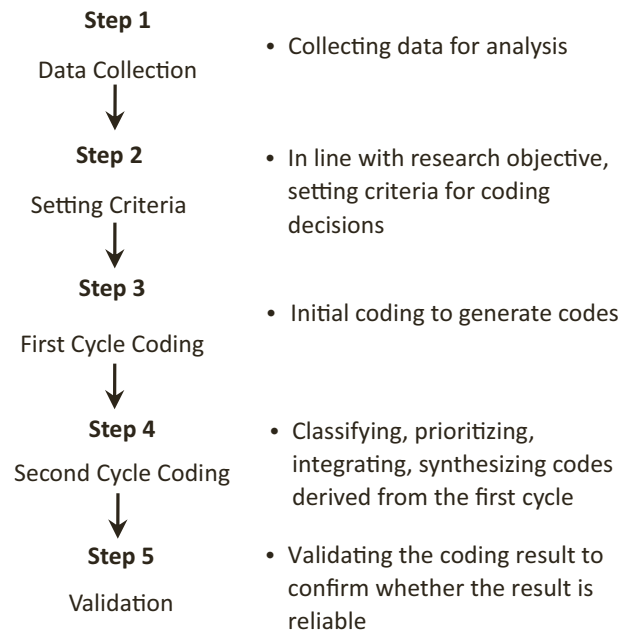 Step 1
Data Collection
• Collecting data for analysis
Step 2
Setting Criteria
• In line with research objective,
setting criteria for coding
decisions
Step 3
First Cycle Coding
• Initial coding to generate codes
Step 4
Second Cycle Coding
• Classifying, prioritizing,
integrating, synthesizing codes
derived from the first cycle
Step 5
Validation
• Validating the coding result to
confirm whether the result is
reliable